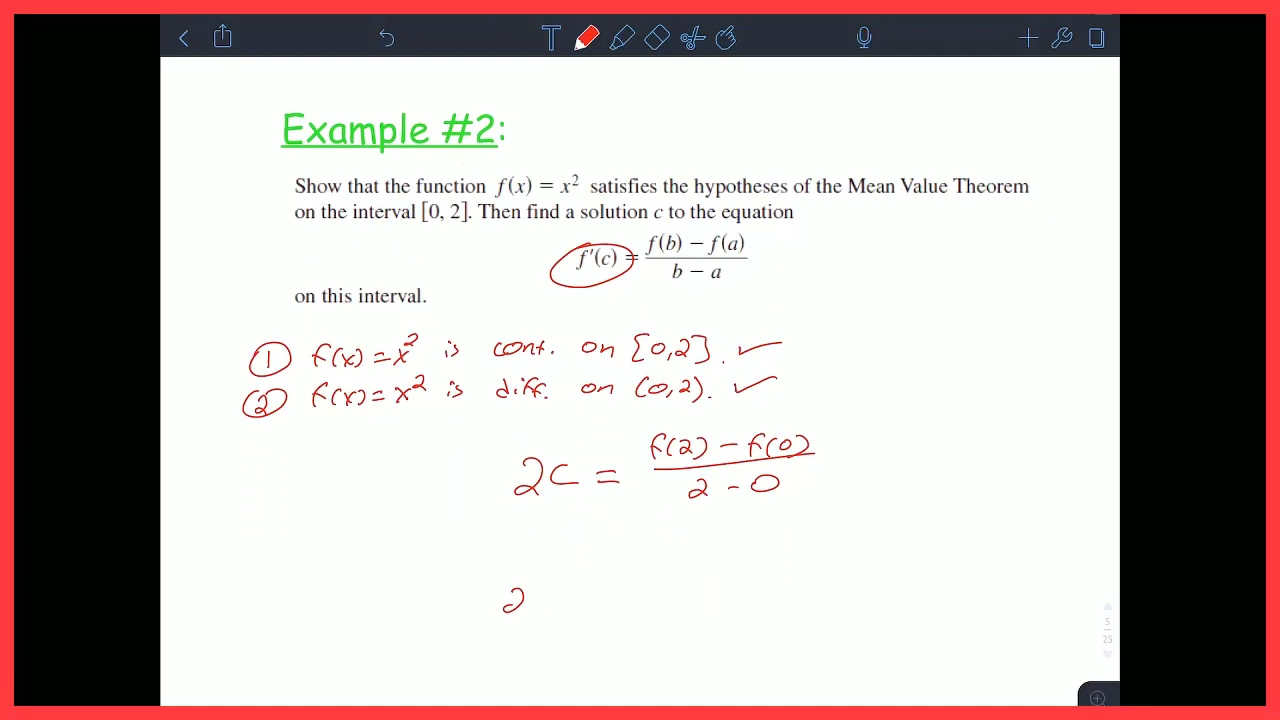 Example #2:
Show that the function f(x) = x² satisfies the hypotheses of the Mean Value Theorem
on the interval [0, 2]. Then find a solution c to the equation
f'(c) = f(b) − f(a) / b − a
on this interval.
① f(x) = x² is cont. on [0,2]. ✓
② f(x) = x² is diff. on (0,2). ✓
2c = f(2) − f(0) / 2 − 0
2
5
25